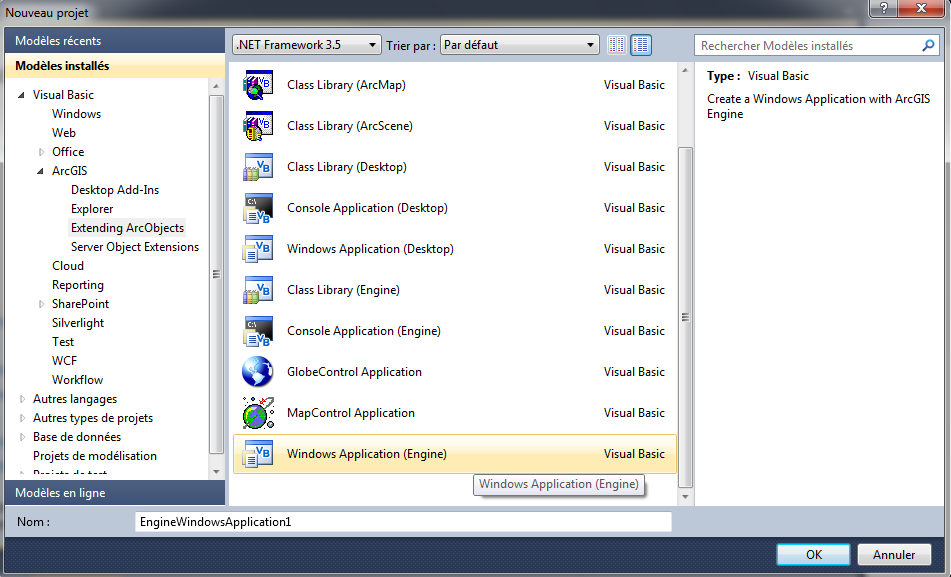 Nouveau projet
?
Modèles récents
Modèles installés
Visual Basic
Windows
Web
Office
ArcGIS
Desktop Add-Ins
Explorer
Extending ArcObjects
Server Object Extensions
Cloud
Reporting
SharePoint
Silverlight
Test
WCF
Workflow
Autres langages
Autres types de projets
Base de données
Projets de modélisation
Projets de test
Modèles en ligne
.NET Framework 3.5 Trier par : Par défaut
Class Library (ArcMap) Visual Basic
Class Library (ArcScene) Visual Basic
Class Library (Desktop) Visual Basic
Console Application (Desktop) Visual Basic
Windows Application (Desktop) Visual Basic
Class Library (Engine) Visual Basic
Console Application (Engine) Visual Basic
GlobeControl Application Visual Basic
MapControl Application Visual Basic
Windows Application (Engine) Visual Basic
Windows Application (Engine)
Rechercher Modèles installés
Type : Visual Basic
Create a Windows Application with ArcGIS
Engine
Nom : EngineWindowsApplication1
OK Annuler